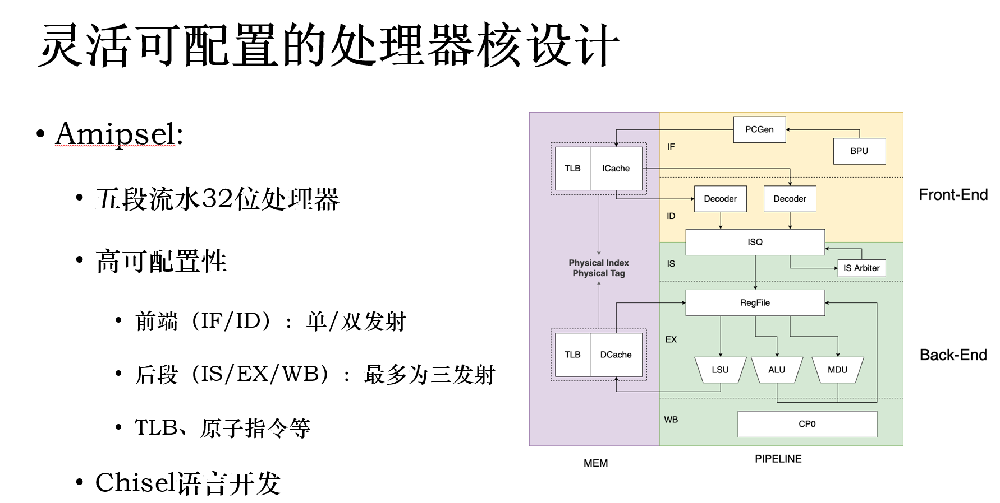 灵活可配置的处理器核设计
• Amipsel:
• 五段流水32位处理器
• 高可配置性
• 前端（IF/ID）：单/双发射
• 后段（IS/EX/WB）：最多为三发射
• TLB、原子指令等
• Chisel语言开发
PCGen
BPU
IF
TLB
ICache
Decoder
Decoder
ID
ISQ
IS
IS Arbiter
Physical Index
Physical Tag
RegFile
EX
TLB
DCache
LSU
ALU
MDU
WB
CP0
MEM
PIPELINE
Front-End
Back-End